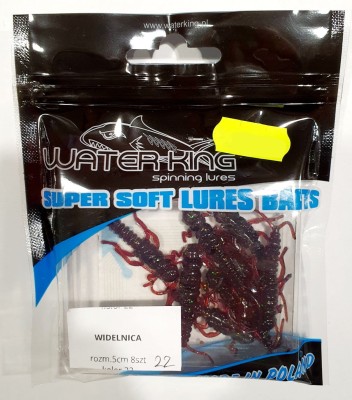 www.waterking.pl
WATER-KING
spinning lures
SUPER SOFT LURES BAITS
WIDELNICA
rozm.5cm 8szt 22
kolor 22
IN POLAND